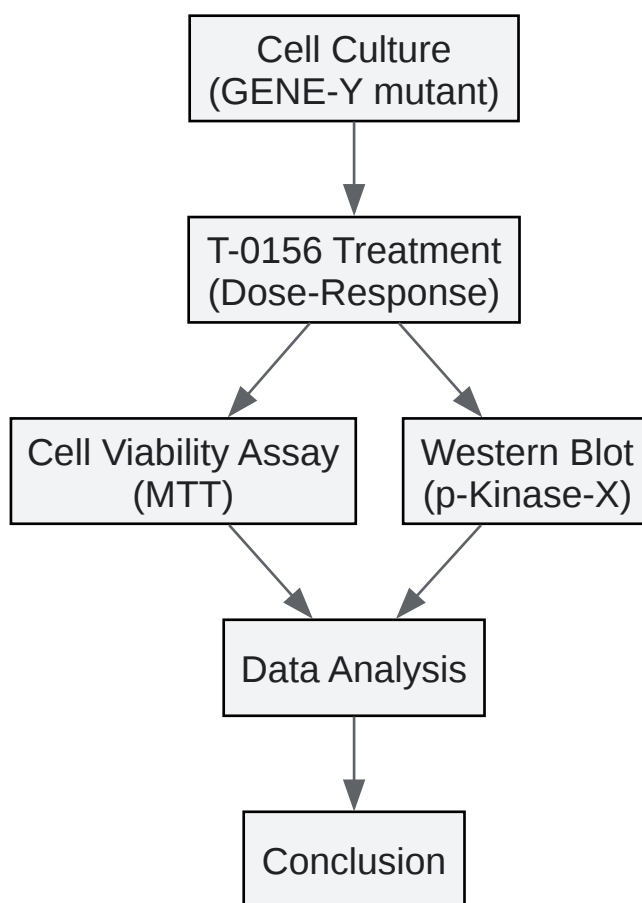 Cell Culture
(GENE-Y mutant)
T-0156 Treatment
(Dose-Response)
Cell Viability Assay
(MTT)
Western Blot
(p-Kinase-X)
Data Analysis
Conclusion